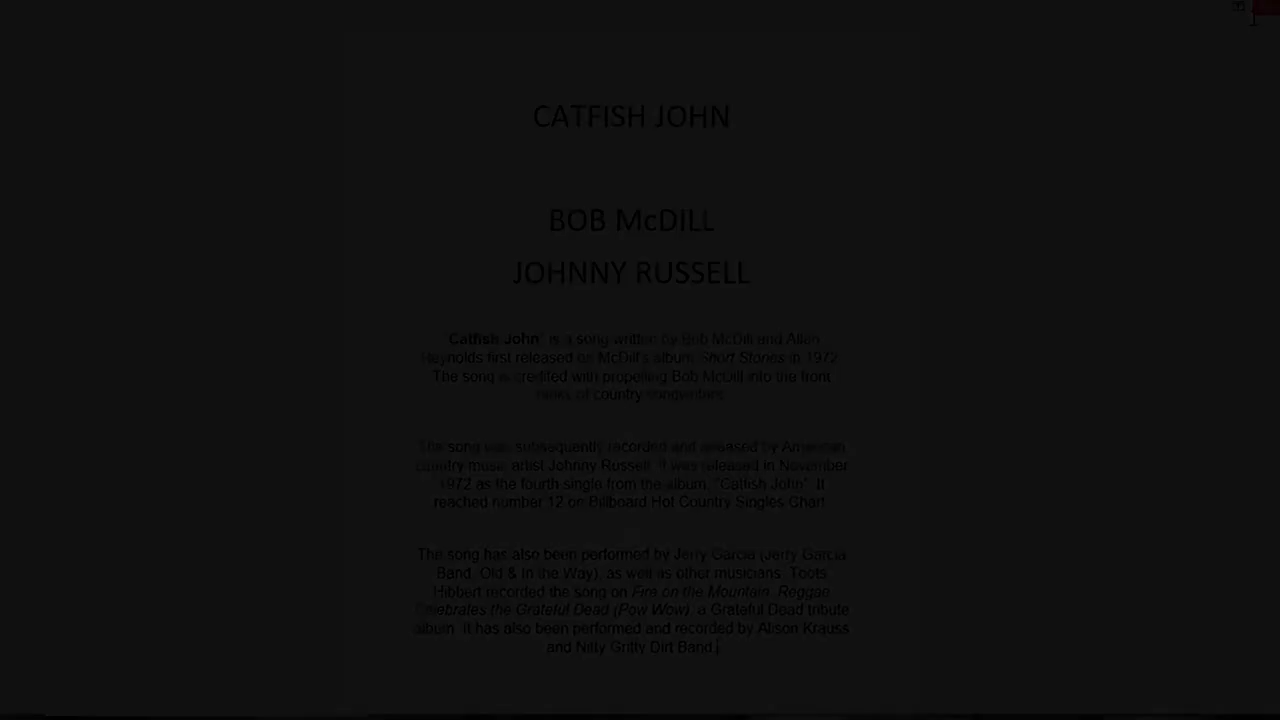 CATFISH JOHN
BOB McDILL
JOHNNY RUSSELL
"Catfish John" is a song written by Bob McDill and Allen
Reynolds first released on McDill's album Short Stories in 1972.
The song is credited with propelling Bob McDill into the front
ranks of country songwriters.
The song was subsequently recorded and released by American
country music artist Johnny Russell. It was released in November
1972 as the fourth single from the album, "Catfish John". It
reached number 12 on Billboard Hot Country Singles Chart.
The song has also been performed by Jerry Garcia (Jerry Garcia
Band, Old & In the Way), as well as other musicians. Toots
Hibbert recorded the song on Fire on the Mountain: Reggae
Celebrates the Grateful Dead (Pow Wow), a Grateful Dead tribute
album. It has also been performed and recorded by Alison Krauss
and Nitty Gritty Dirt Band.